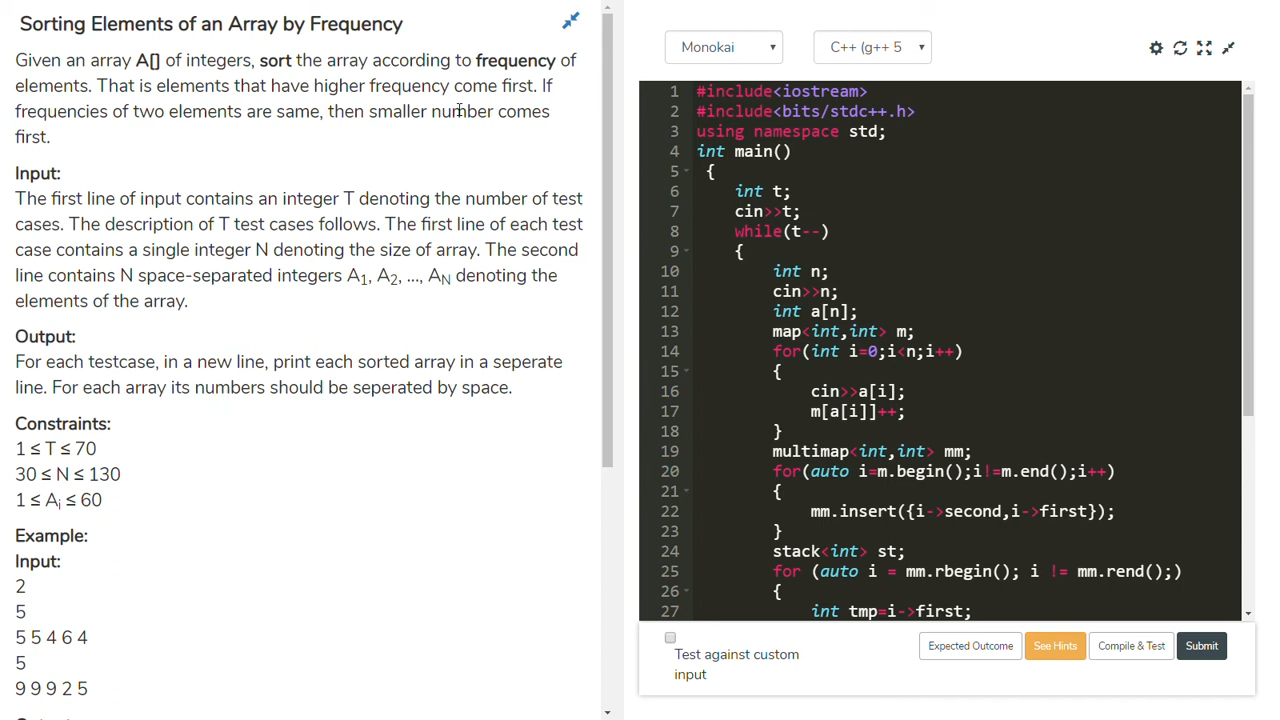 Sorting Elements of an Array by Frequency
Given an array A[] of integers, sort the array according to frequency of
elements. That is elements that have higher frequency come first. If
frequencies of two elements are same, then smaller number comes
first.
Input:
The first line of input contains an integer T denoting the number of test
cases. The description of T test cases follows. The first line of each test
case contains a single integer N denoting the size of array. The second
line contains N space-separated integers A1, A2, ..., AN denoting the
elements of the array.
Output:
For each testcase, in a new line, print each sorted array in a seperate
line. For each array its numbers should be seperated by space.
Constraints:
1 ≤ T ≤ 70
30 ≤ N ≤ 130
1 ≤ Ai ≤ 60
Example:
Input:
2
5
5 5 4 6 4
5
9 9 9 2 5
Monokai
C++ (g++ 5
1 #include<iostream>
2 #include<bits/stdc++.h>
3 using namespace std;
4 int main()
5 {
6 int t;
7 cin>>t;
8 while(t--)
9 {
10 int n;
11 cin>>n;
12 int a[n];
13 map<int,int> m;
14 for(int i=0;i<n;i++)
15 {
16 cin>>a[i];
17 m[a[i]]++;
18 }
19 multimap<int,int> mm;
20 for(auto i=m.begin();i!=m.end();i++)
21 {
22 mm.insert({i->second,i->first});
23 }
24 stack<int> st;
25 for (auto i = mm.rbegin(); i != mm.rend();)
26 {
27 int tmp=i->first;
Test against custom
input
Expected Outcome
See Hints
Compile & Test
Submit